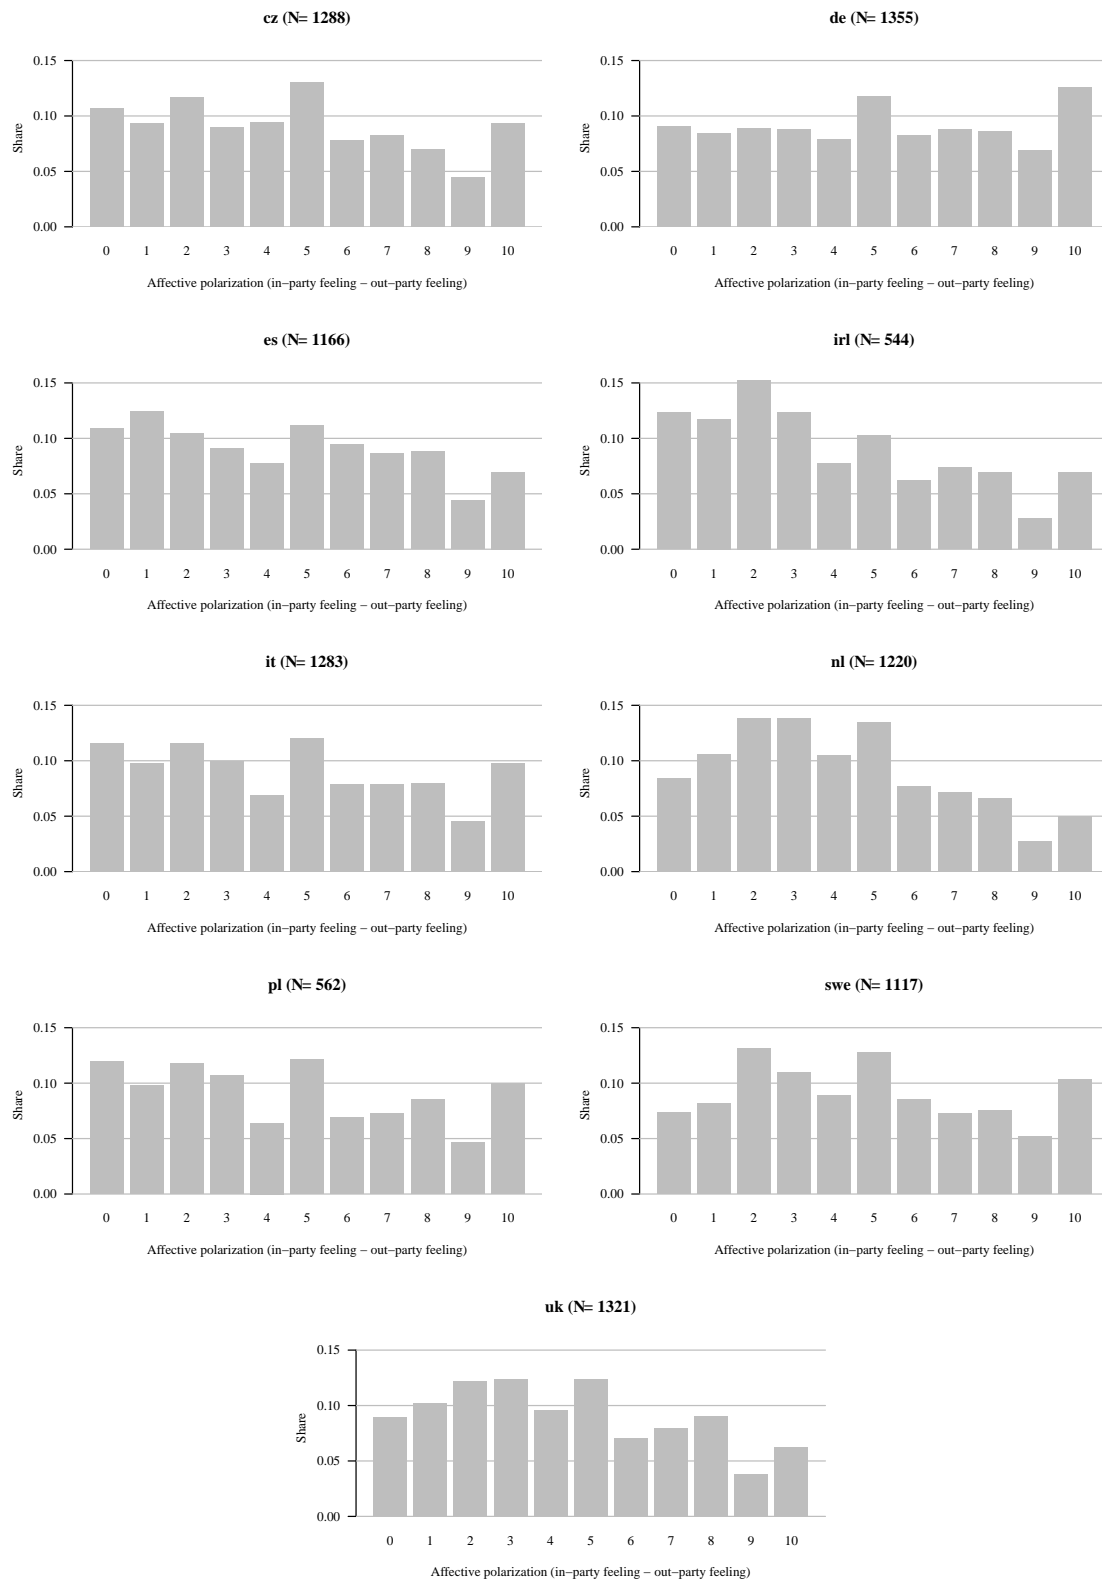 cz (N= 1288)
0.15
0.10
0.05
0.00
Share
0 1 2 3 4 5 6 7 8 9 10
Affective polarization (in−party feeling − out−party feeling)
de (N= 1355)
0.15
0.10
0.05
0.00
Share
0 1 2 3 4 5 6 7 8 9 10
Affective polarization (in−party feeling − out−party feeling)
es (N= 1166)
0.15
0.10
0.05
0.00
Share
0 1 2 3 4 5 6 7 8 9 10
Affective polarization (in−party feeling − out−party feeling)
irl (N= 544)
0.15
0.10
0.05
0.00
Share
0 1 2 3 4 5 6 7 8 9 10
Affective polarization (in−party feeling − out−party feeling)
it (N= 1283)
0.15
0.10
0.05
0.00
Share
0 1 2 3 4 5 6 7 8 9 10
Affective polarization (in−party feeling − out−party feeling)
nl (N= 1220)
0.15
0.10
0.05
0.00
Share
0 1 2 3 4 5 6 7 8 9 10
Affective polarization (in−party feeling − out−party feeling)
pl (N= 562)
0.15
0.10
0.05
0.00
Share
0 1 2 3 4 5 6 7 8 9 10
Affective polarization (in−party feeling − out−party feeling)
swe (N= 1117)
0.15
0.10
0.05
0.00
Share
0 1 2 3 4 5 6 7 8 9 10
Affective polarization (in−party feeling − out−party feeling)
uk (N= 1321)
0.15
0.10
0.05
0.00
Share
0 1 2 3 4 5 6 7 8 9 10
Affective polarization (in−party feeling − out−party feeling)